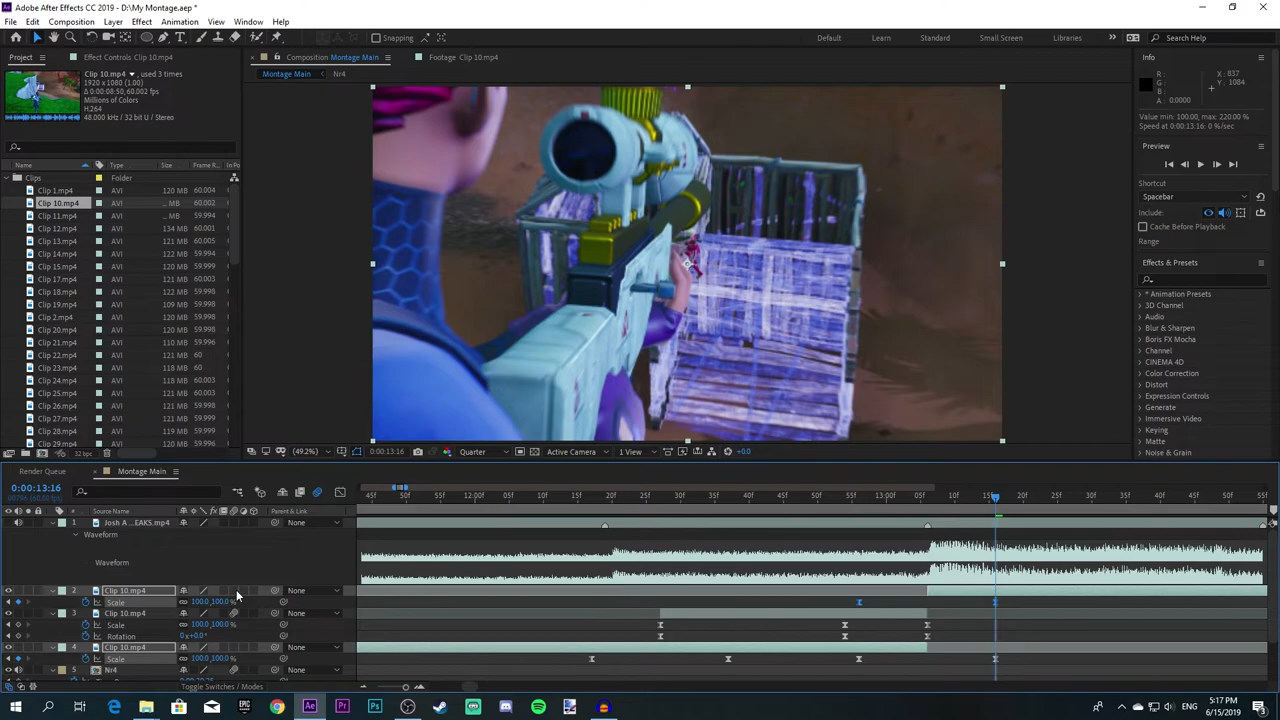 Adobe After Effects CC 2019 - D:\My Montage.aep *
File Edit Composition Layer Effect Animation View Window Help
Snapping Default Learn Standard Small Screen Libraries Search Help
Project Effect Controls: Clip 10.mp4 Composition Montage Main Footage Clip 10.mp4 Info
Clip 10.mp4 , used 3 times
1920 x 1080 (1.00)
Δ 0:00:08:50, 60.002 fps
Millions of Colors
H.264
48.000 kHz / 32 bit U / Stereo
Montage Main Nr4
R :
G :
B :
A : 0.0000
X : 837
Y : 1084
Value min: 100.00, max: 220.00 %
Speed at 0:00:13:16: 0 %/sec
Preview
Shortcut
Spacebar
Include:
Cache Before Playback
Range
Effects & Presets
* Animation Presets
3D Channel
Audio
Blur & Sharpen
Boris FX Mocha
Channel
CINEMA 4D
Color Correction
Distort
Expression Controls
Generate
Immersive Video
Keying
Matte
Noise & Grain
Name Type Size Frame R... In Po
Clips Folder
Clip 1.mp4 AVI 120 MB 60.004
Clip 10.mp4 AVI ... MB 60.002
Clip 11.mp4 AVI ... MB 59.994
Clip 12.mp4 AVI 134 MB 60.001
Clip 13.mp4 AVI 122 MB 60.005
Clip 14.mp4 AVI 122 MB 59.994
Clip 15.mp4 AVI 120 MB 59.997
Clip 17.mp4 AVI 120 MB 60.003
Clip 18.mp4 AVI 122 MB 59.998
Clip 19.mp4 AVI 109 MB 59.998
Clip 2.mp4 AVI 120 MB 59.998
Clip 20.mp4 AVI 120 MB 59.998
Clip 21.mp4 AVI 110 MB 59.999
Clip 22.mp4 AVI 121 MB 60
Clip 23.mp4 AVI 118 MB 60
Clip 24.mp4 AVI 118 MB 60.003
Clip 25.mp4 AVI 121 MB 60.003
Clip 26.mp4 AVI 121 MB 59.998
Clip 27.mp4 AVI 121 MB 59.998
Clip 28.mp4 AVI 119 MB 59.998
Clip 29.mp4 AVI 121 MB 59.998
32 bpc
(49.2%) 0:00:13:16 Quarter Active Camera 1 View +0.0
Render Queue Montage Main
0:00:13:16
00796 (60.00 fps)
45f 50f 55f 05f 10f 15f 20f 25f 30f 35f 40f 45f 50f 55f 13:00f 05f 10f 15f 20f 25f 30f 35f 40f 45f 50f 55f
# Source Name Parent & Link
1 Josh A ...EAKS.mp4 None
Waveform
Waveform
2 Clip 10.mp4 None
Scale 100.0,100.0 %
3 Clip 10.mp4 None
Scale 100.0,100.0 %
Rotation 0 x+0.0°
4 Clip 10.mp4 None
Scale 100.0,100.0 %
5 Nr4 None
Toggle Switches / Modes
5:17 PM
ENG
6/15/2019